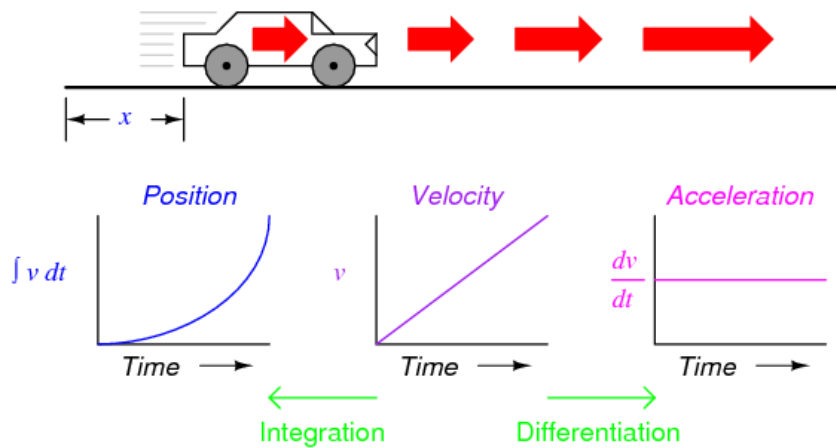 x
Position Velocity Acceleration
∫ v dt v dv/dt
Time Time Time
Integration Differentiation